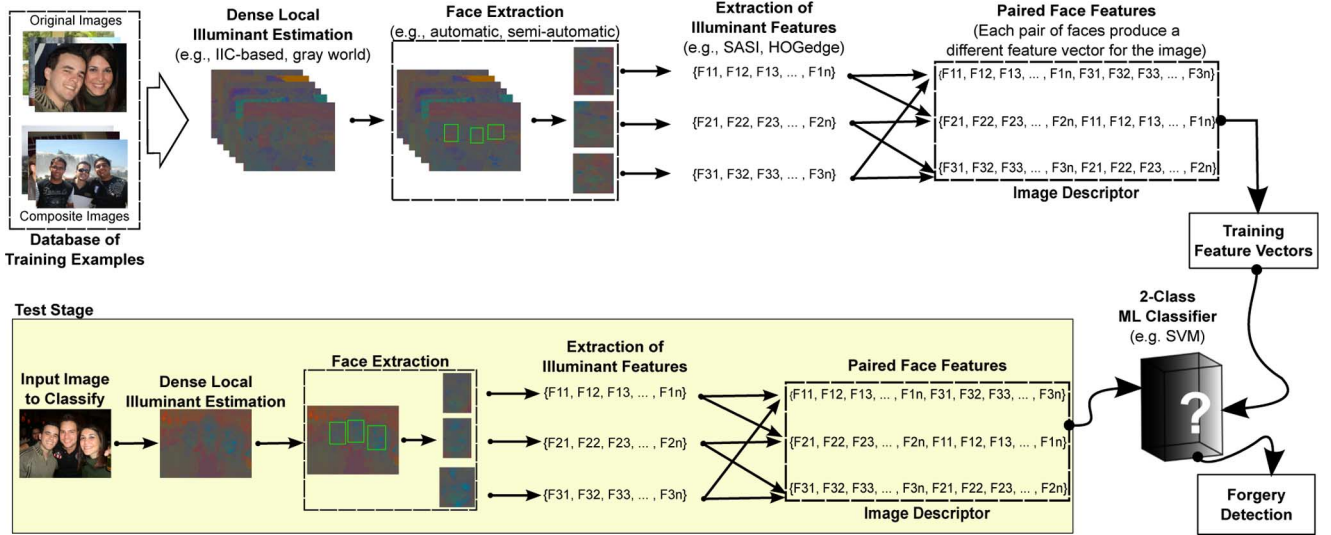 Original Images
Composite Images
Database of
Training Examples
Dense Local
Illuminant Estimation
(e.g., IIC-based, gray world)
Face Extraction
(e.g., automatic, semi-automatic)
Extraction of
Illuminant Features
(e.g., SASI, HOGedge)
{F11, F12, F13, ... , F1n}
{F21, F22, F23, ... , F2n}
{F31, F32, F33, ... , F3n}
Paired Face Features
(Each pair of faces produce a
different feature vector for the image)
{F11, F12, F13, ... , F1n, F31, F32, F33, ... , F3n}
{F21, F22, F23, ... , F2n, F11, F12, F13, ... , F1n}
{F31, F32, F33, ... , F3n, F21, F22, F23, ... , F2n}
Image Descriptor
Training
Feature Vectors
2-Class
ML Classifier
(e.g. SVM)
?
Forgery
Detection
Test Stage
Input Image
to Classify
Dense Local
Illuminant Estimation
Face Extraction
Extraction of
Illuminant Features
{F11, F12, F13, ... , F1n}
{F21, F22, F23, ... , F2n}
{F31, F32, F33, ... , F3n}
Paired Face Features
{F11, F12, F13, ... , F1n, F31, F32, F33, ... , F3n}
{F21, F22, F23, ... , F2n, F11, F12, F13, ... , F1n}
{F31, F32, F33, ... , F3n, F21, F22, F23, ... , F2n}
Image Descriptor